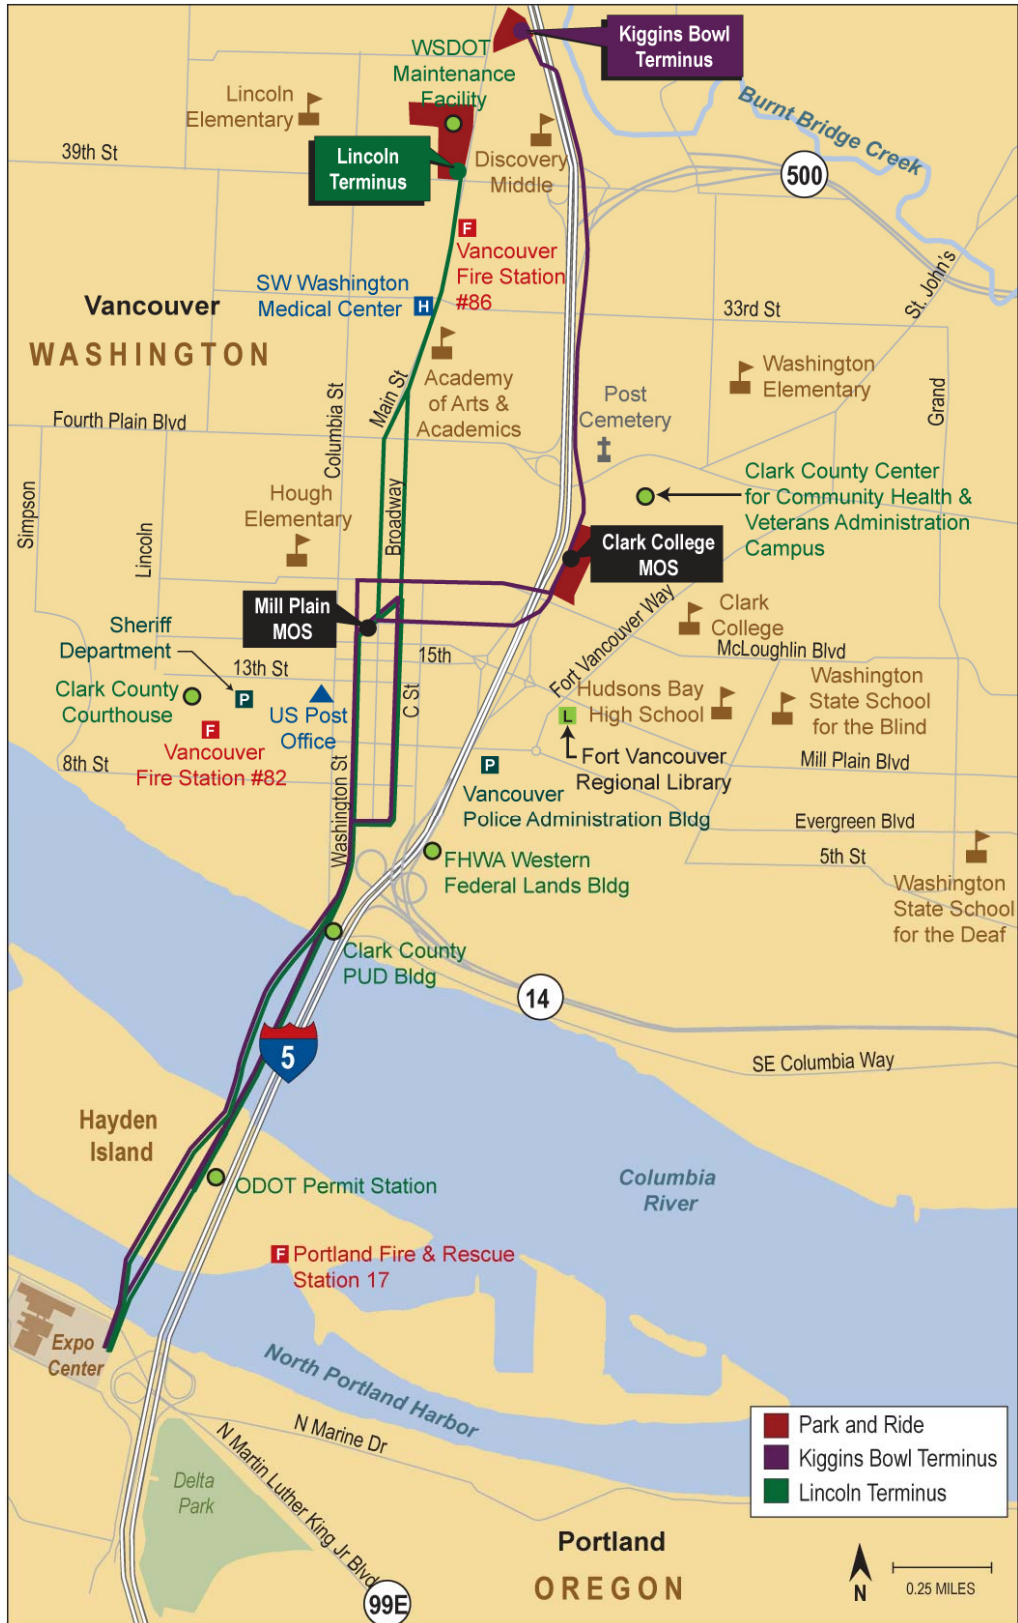 Kiggins Bowl
Terminus
WSDOT
Maintenance
Facility
Lincoln
Elementary
Burnt Bridge Creek
39th St
Lincoln
Terminus
Discovery
Middle
500
F
Vancouver
Fire Station
#86
SW Washington
Medical Center
H
St. John's
Vancouver
WASHINGTON
33rd St
Columbia St
Main St
Academy
of Arts &
Academics
Washington
Elementary
Post
Cemetery
Grand
Fourth Plain Blvd
Clark County Center
for Community Health &
Veterans Administration
Campus
Simpson
Lincoln
Hough
Elementary
Broadway
Clark College
MOS
Mill Plain
MOS
Fort Vancouver Way
Clark
College
Sheriff
Department
McLoughlin Blvd
15th
13th St
C St
P
Clark County
Courthouse
US Post
Office
Hudsons Bay
High School
Washington
State School
for the Blind
F
Vancouver
Fire Station #82
L
Fort Vancouver
Regional Library
8th St
Mill Plain Blvd
P
Vancouver
Police Administration Bldg
Washington St
Evergreen Blvd
5th St
FHWA Western
Federal Lands Bldg
Washington
State School
for the Deaf
Clark County
PUD Bldg
14
5
SE Columbia Way
Hayden
Island
Columbia
River
ODOT Permit Station
F Portland Fire & Rescue
Station 17
Expo
Center
North Portland Harbor
N Marine Dr
N Martin Luther King Jr Blvd
Delta
Park
Park and Ride
Kiggins Bowl Terminus
Lincoln Terminus
Portland
OREGON
N
0.25 MILES
99E